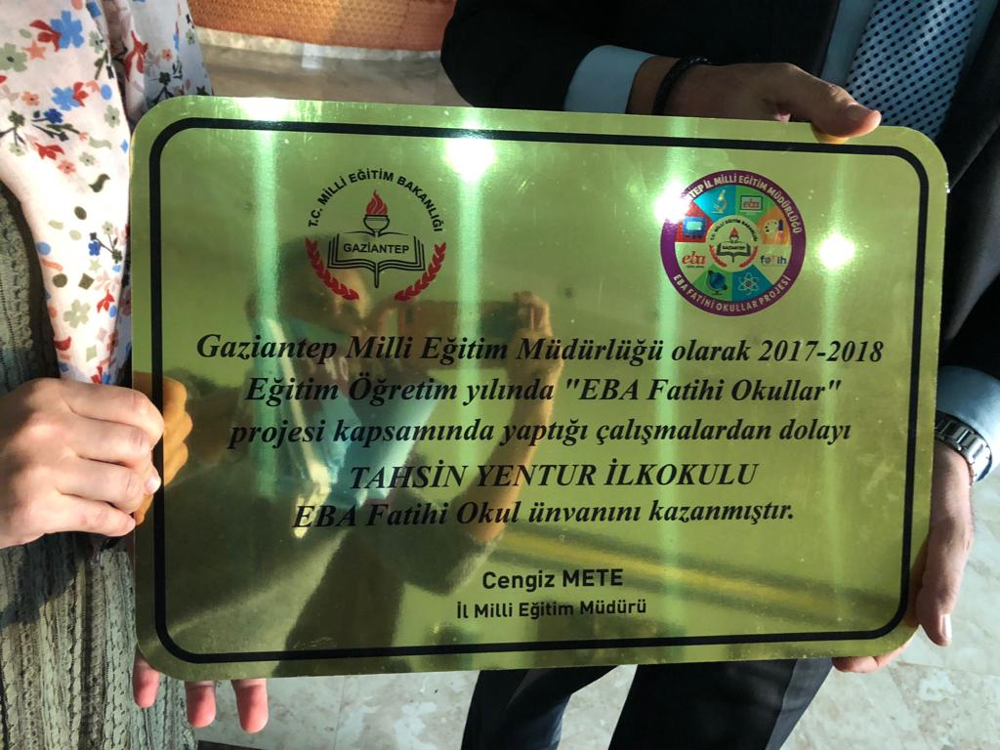 T.C. MİLLİ EĞİTİM BAKANLIĞI
GAZİANTEP
İL MİLLİ EĞİTİM MÜDÜRLÜĞÜ
eba
GAZİANTEP
fatih
EBA FATİHİ OKULLAR PROJESİ
Gaziantep Milli Eğitim Müdürlüğü olarak 2017-2018
Eğitim Öğretim yılında "EBA Fatihi Okullar"
projesi kapsamında yaptığı çalışmalardan dolayı
TAHSİN YENTUR İLKOKULU
EBA Fatihi Okul ünvanını kazanmıştır.
Cengiz METE
İl Milli Eğitim Müdürü